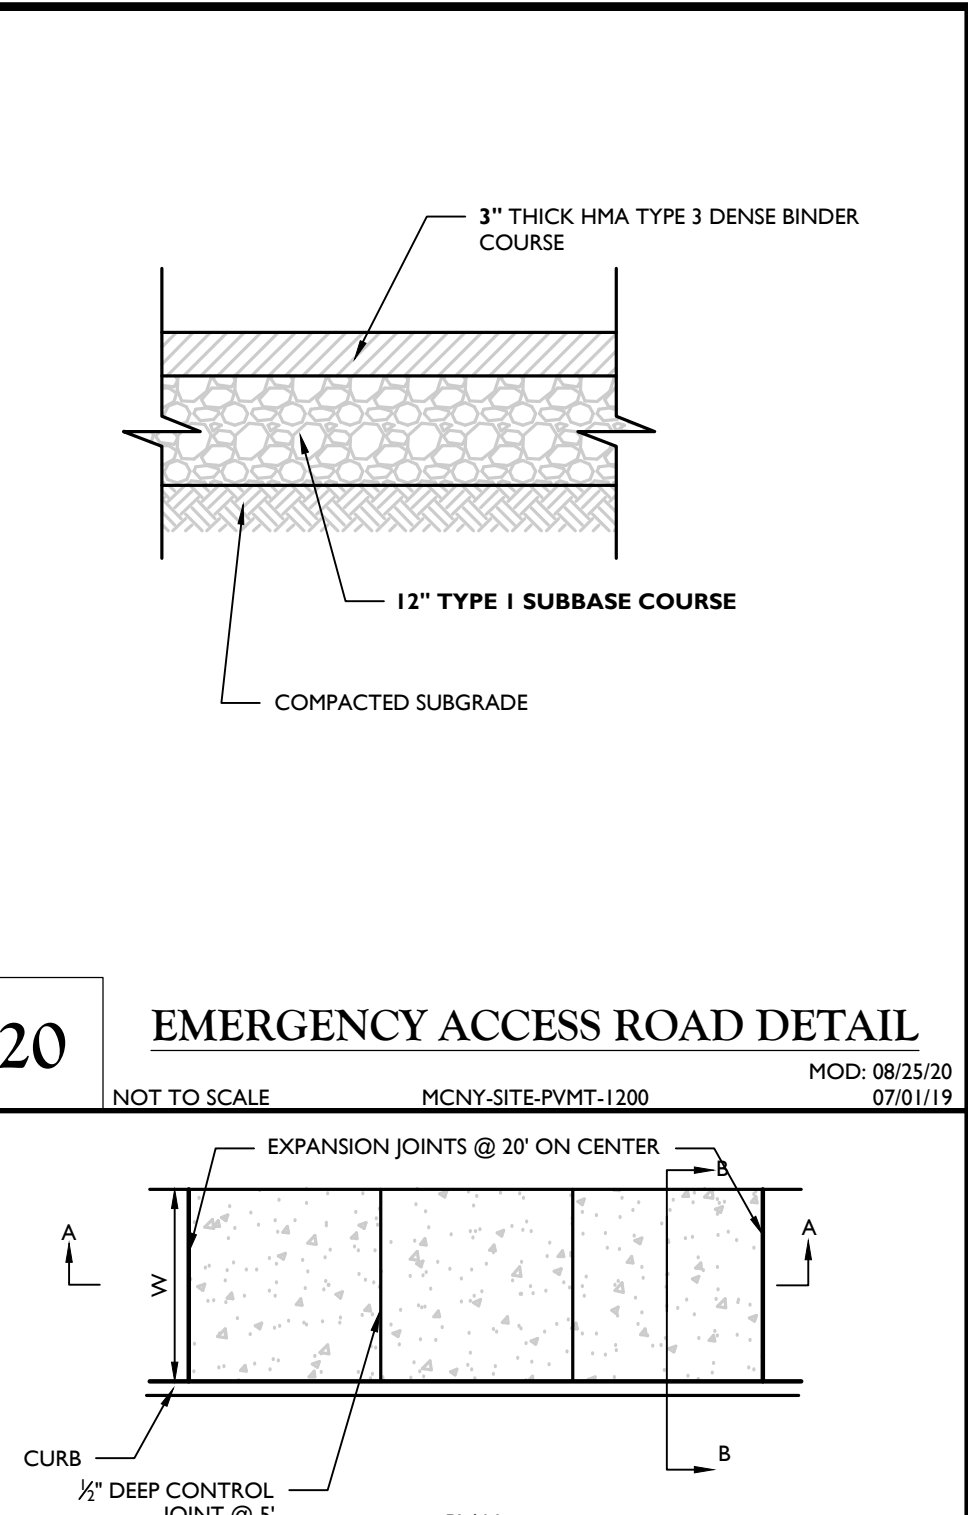 3" THICK HMA TYPE 3 DENSE BINDER
COURSE
12" TYPE 1 SUBBASE COURSE
COMPACTED SUBGRADE
20
EMERGENCY ACCESS ROAD DETAIL
MOD: 08/25/20
NOT TO SCALE
MCNY-SITE-PVMT-1200
07/01/19
EXPANSION JOINTS @ 20' ON CENTER
B
A
A
W
CURB
B
½" DEEP CONTROL
JOINT @ 5'